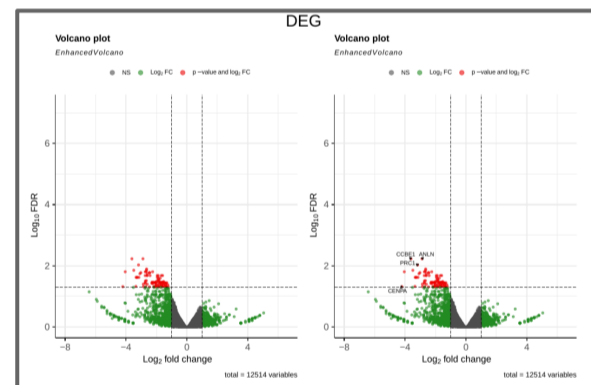 DEG
Volcano plot
EnhancedVolcano
NS Log₂ FC p −value and log₂ FC
Log₁₀ FDR
6
4
2
0
−8 −4 0 4
Log₂ fold change
total = 12514 variables
Volcano plot
EnhancedVolcano
NS Log₂ FC p −value and log₂ FC
Log₁₀ FDR
6
4
2
0
CCBE1 ANLN
PRC1
CENPA
−8 −4 0 4
Log₂ fold change
total = 12514 variables